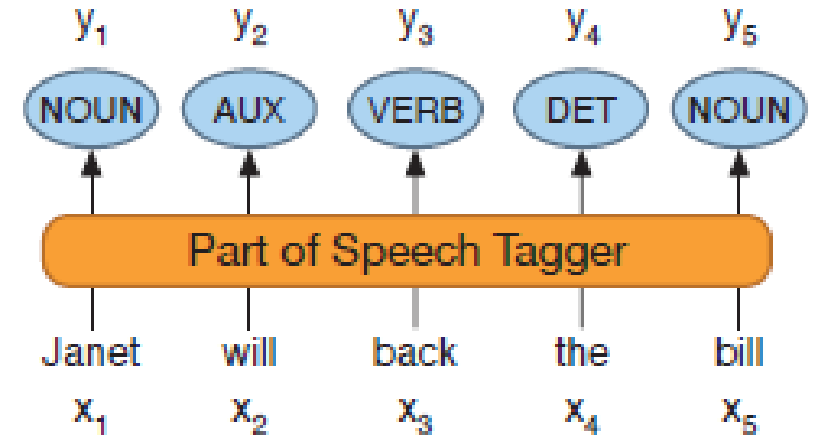 y1 y2 y3 y4 y5
NOUN AUX VERB DET NOUN
Part of Speech Tagger
Janet will back the bill
x1 x2 x3 x4 x5